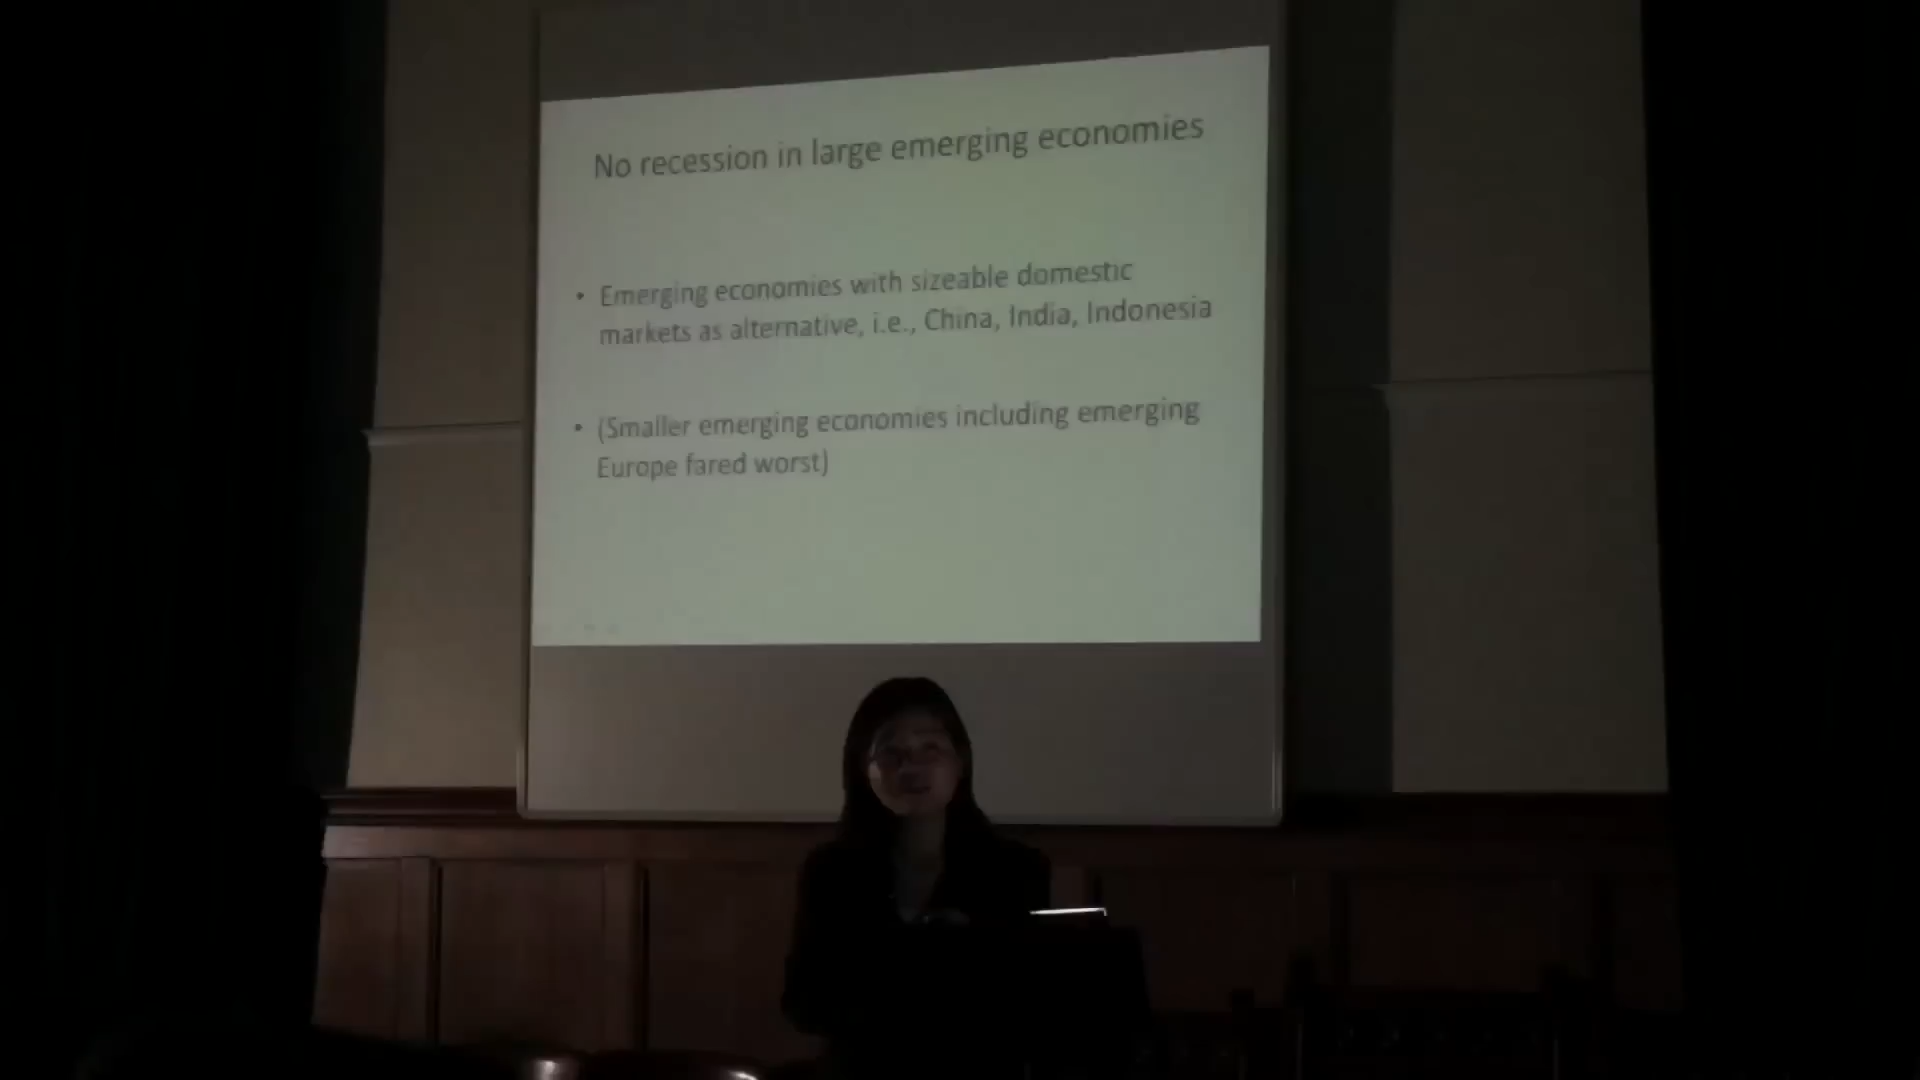 No recession in large emerging economies
• Emerging economies with sizeable domestic
markets as alternative, i.e., China, India, Indonesia
• (Smaller emerging economies including emerging
Europe fared worst)